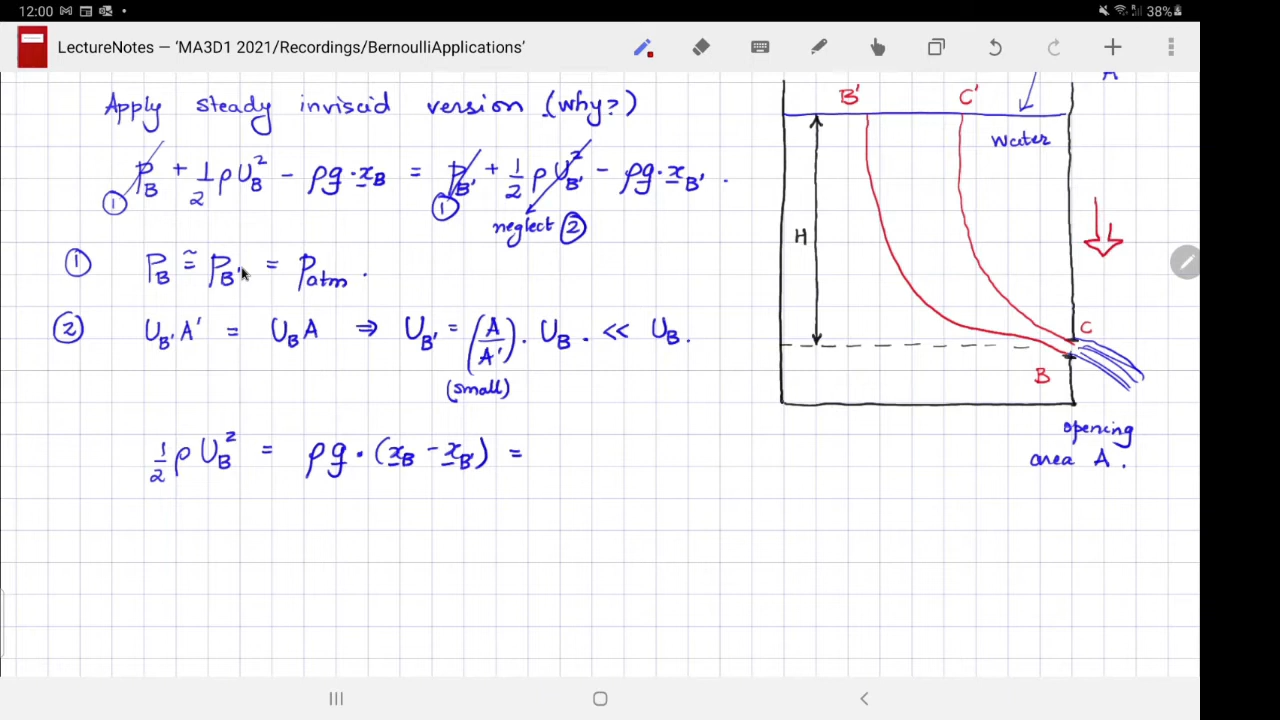 12:00
38%
LectureNotes — ‘MA3D1 2021/Recordings/BernoulliApplications’
Apply steady inviscid version (why?)
p_B + 1/2 ρ U_B^2 - ρg·x_B = p_B' + 1/2 ρ U_B'^2 - ρg·x_B' .
① ① neglect ②
① p_B ≅ p_B' = p_atm .
② U_B' A' = U_B A ⇒ U_B' = (A/A') . U_B . << U_B .
(small)
1/2 ρ U_B^2 = ρg · (x_B - x_B') =
A
B' C'
water
H
C
B
opening
area A .